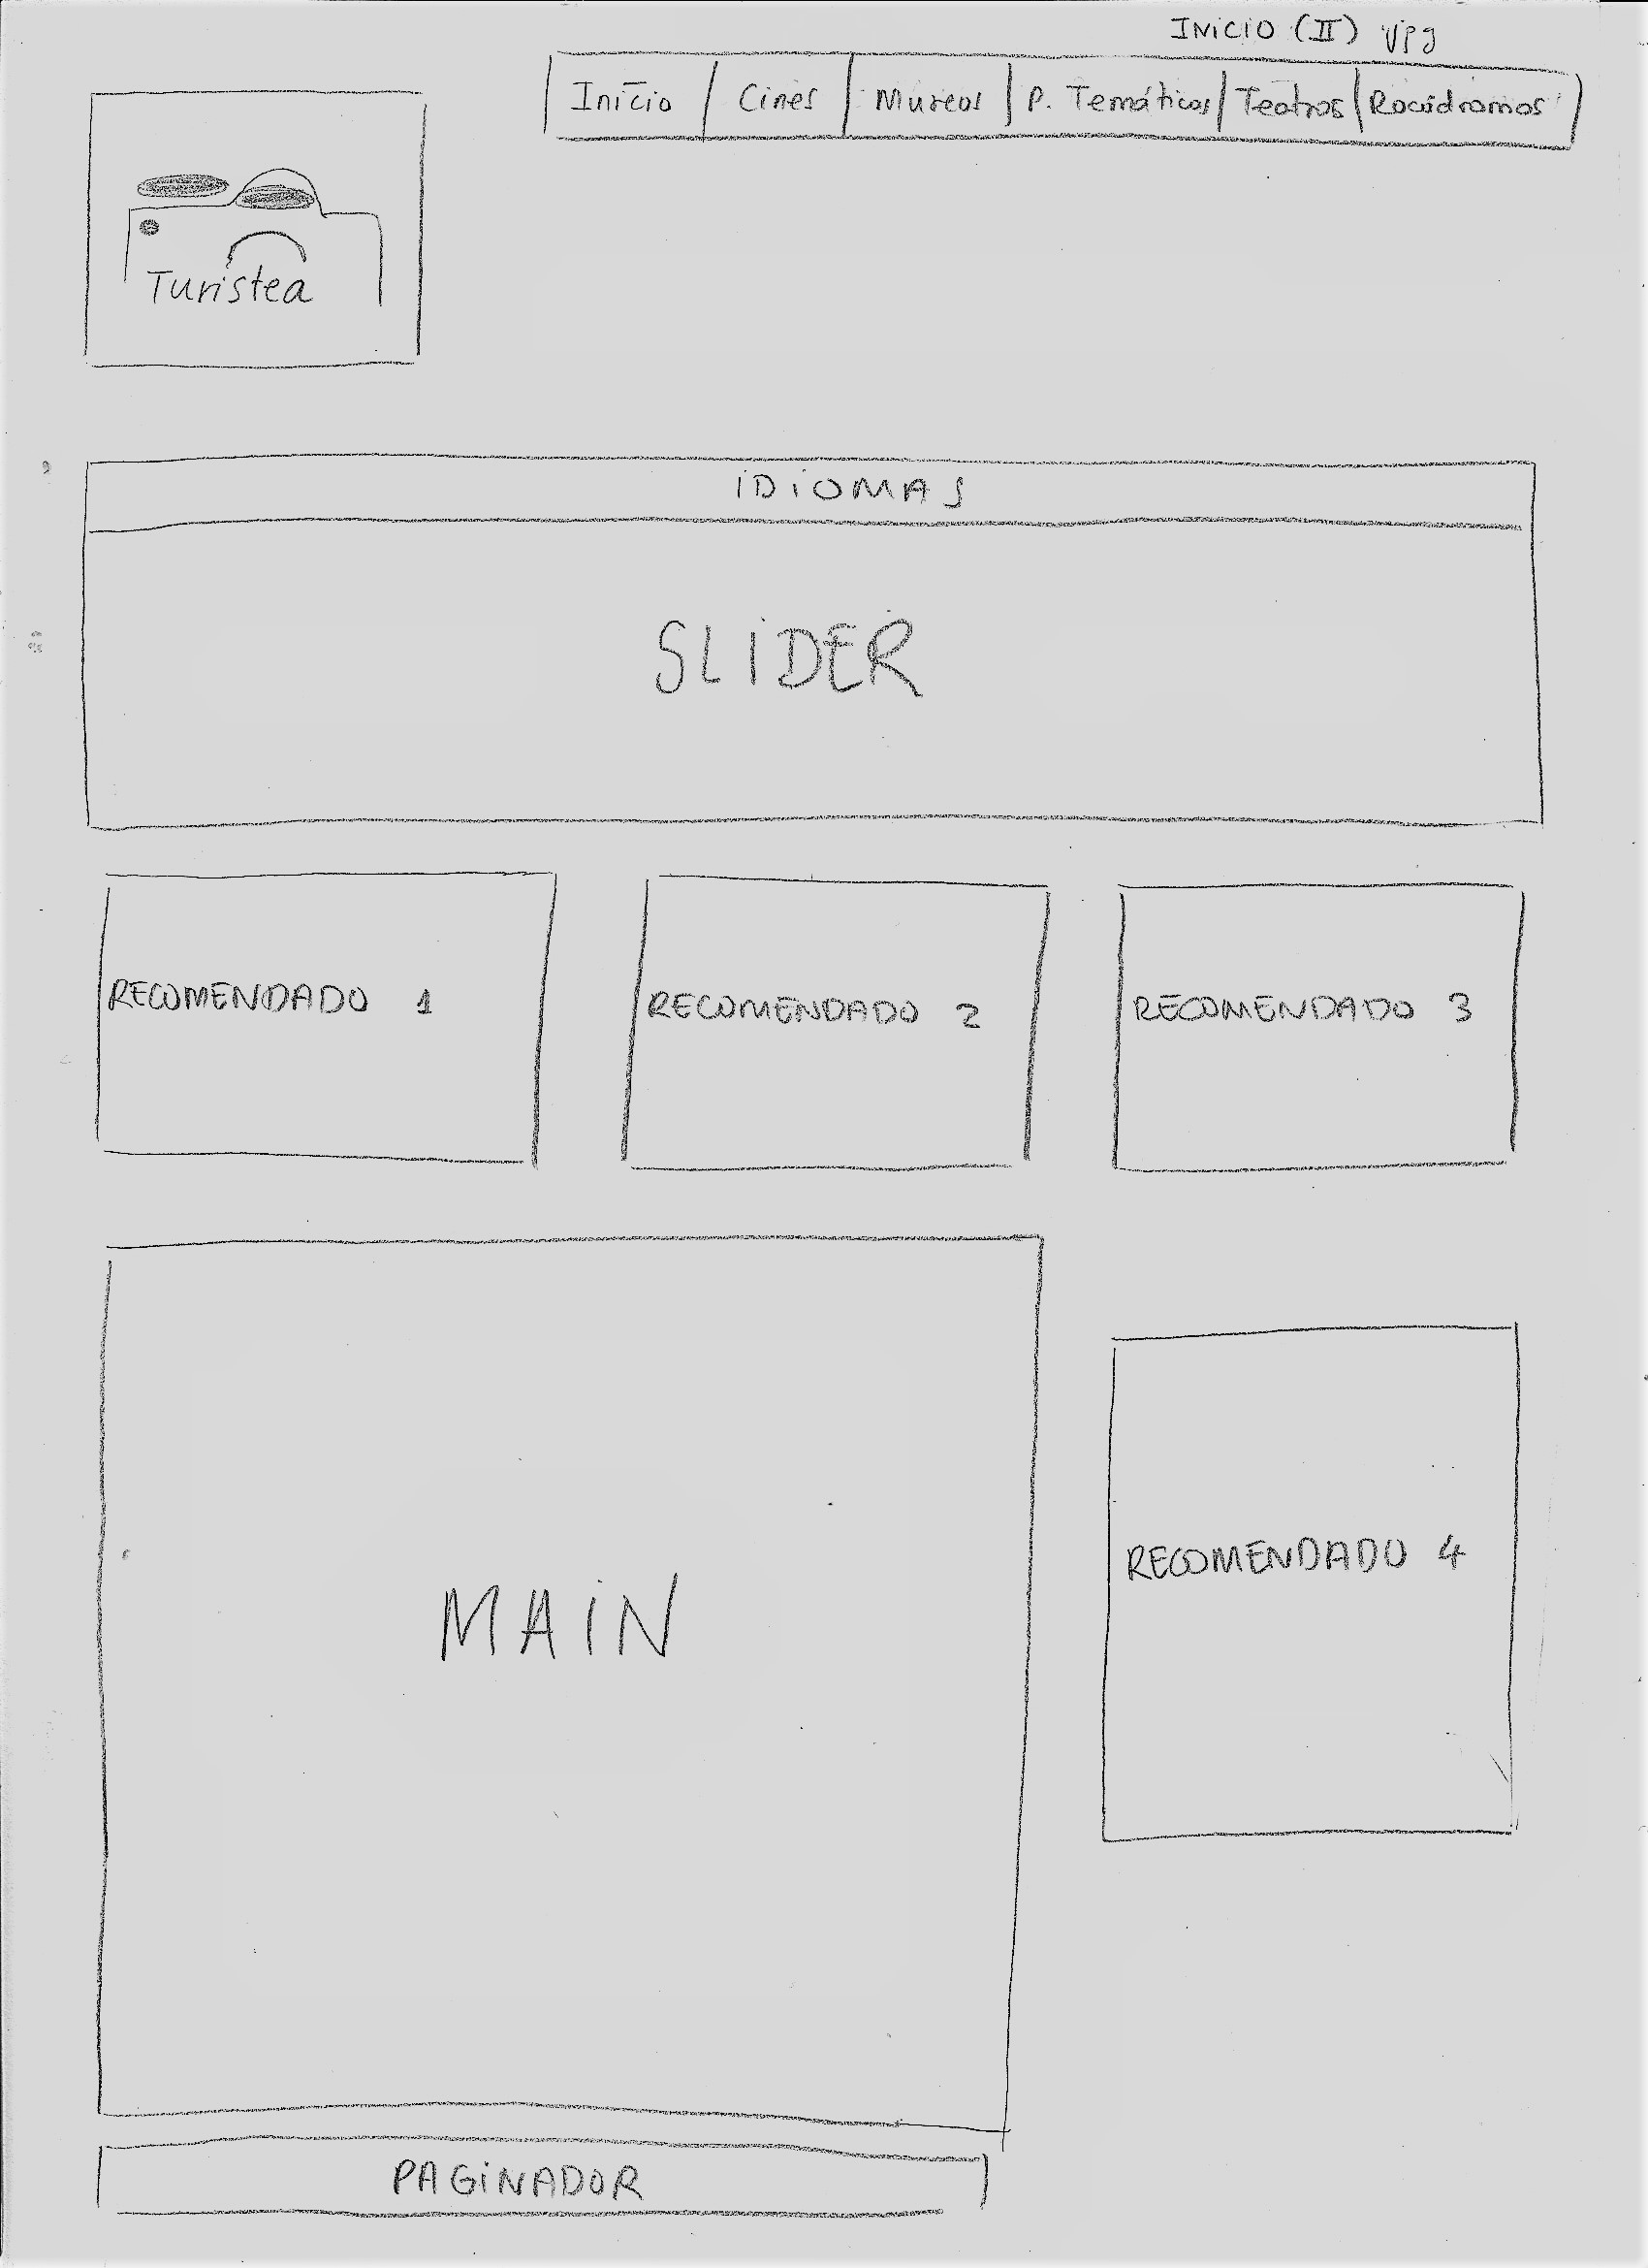 INICIO (II) JPG
Inicio Cines Museos P. Temáticos Teatros Rocódromos
Turistea
IDIOMAS
SLIDER
RECOMENDADO 1 RECOMENDADO 2 RECOMENDADO 3
MAIN
RECOMENDADO 4
PAGINADOR